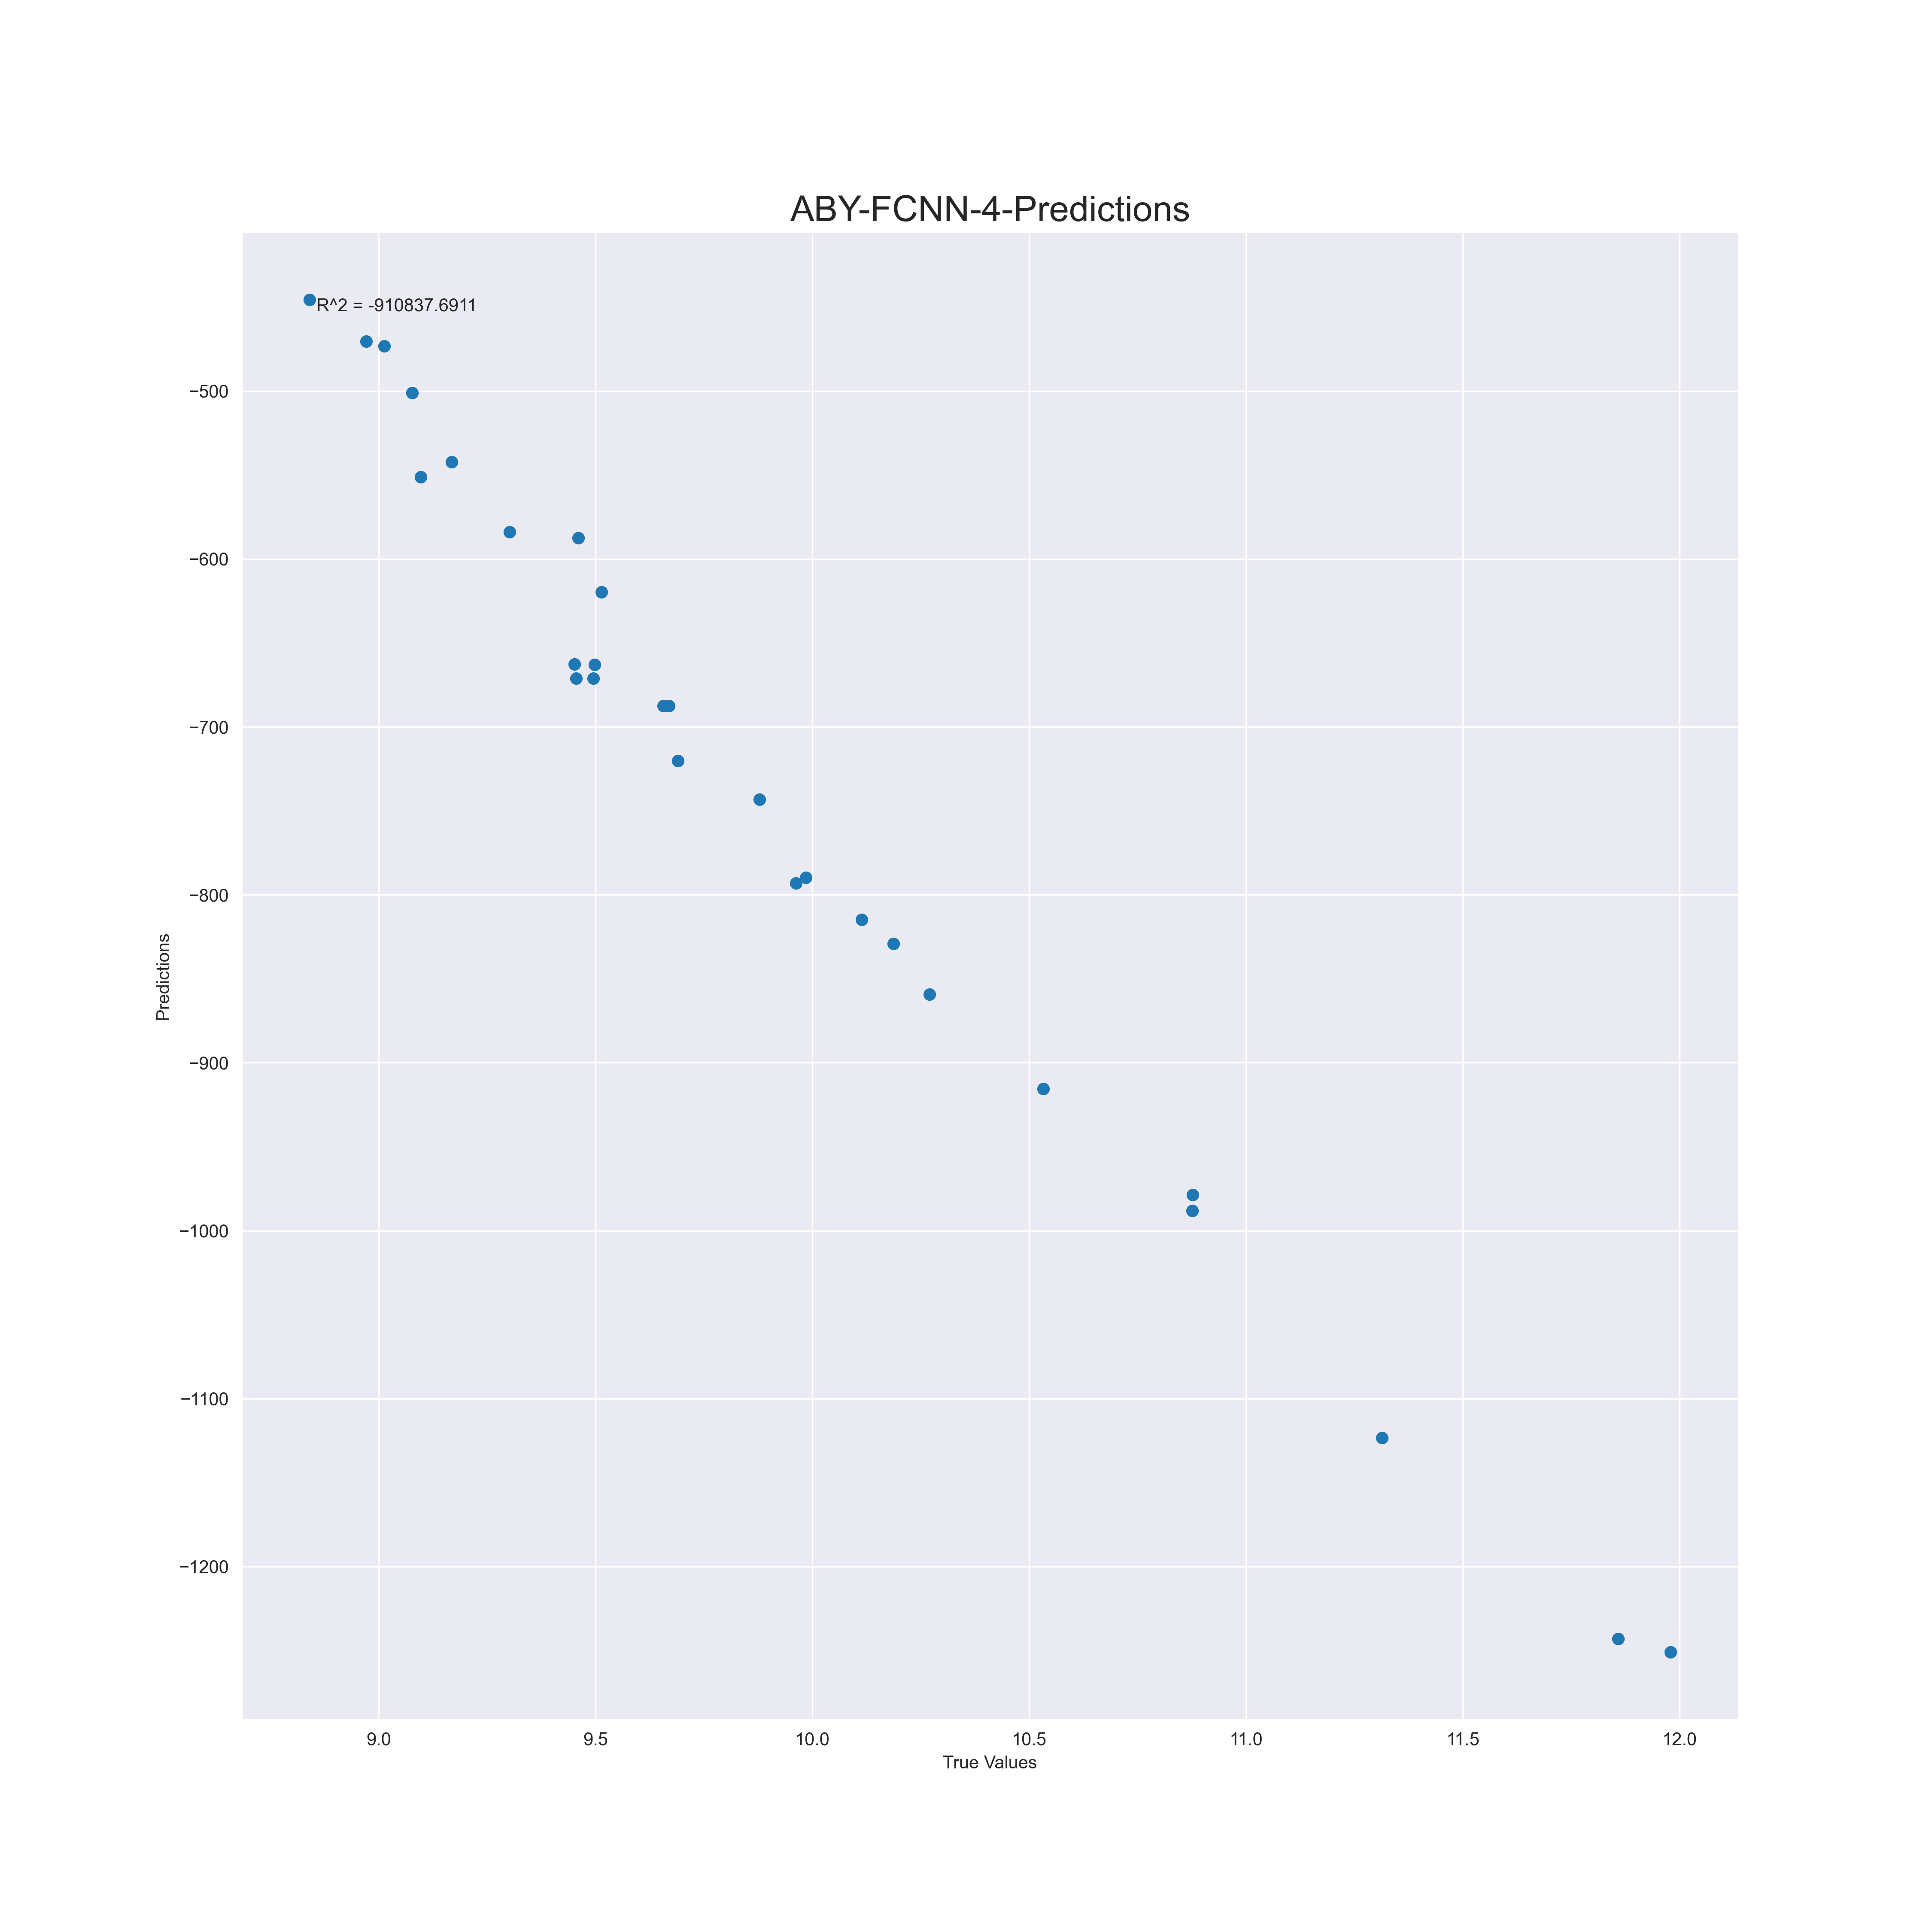 ABY-FCNN-4-Predictions
R^2 = -910837.6911
−500
−600
−700
−800
−900
−1000
−1100
−1200
Predictions
9.0 9.5 10.0 10.5 11.0 11.5 12.0
True Values